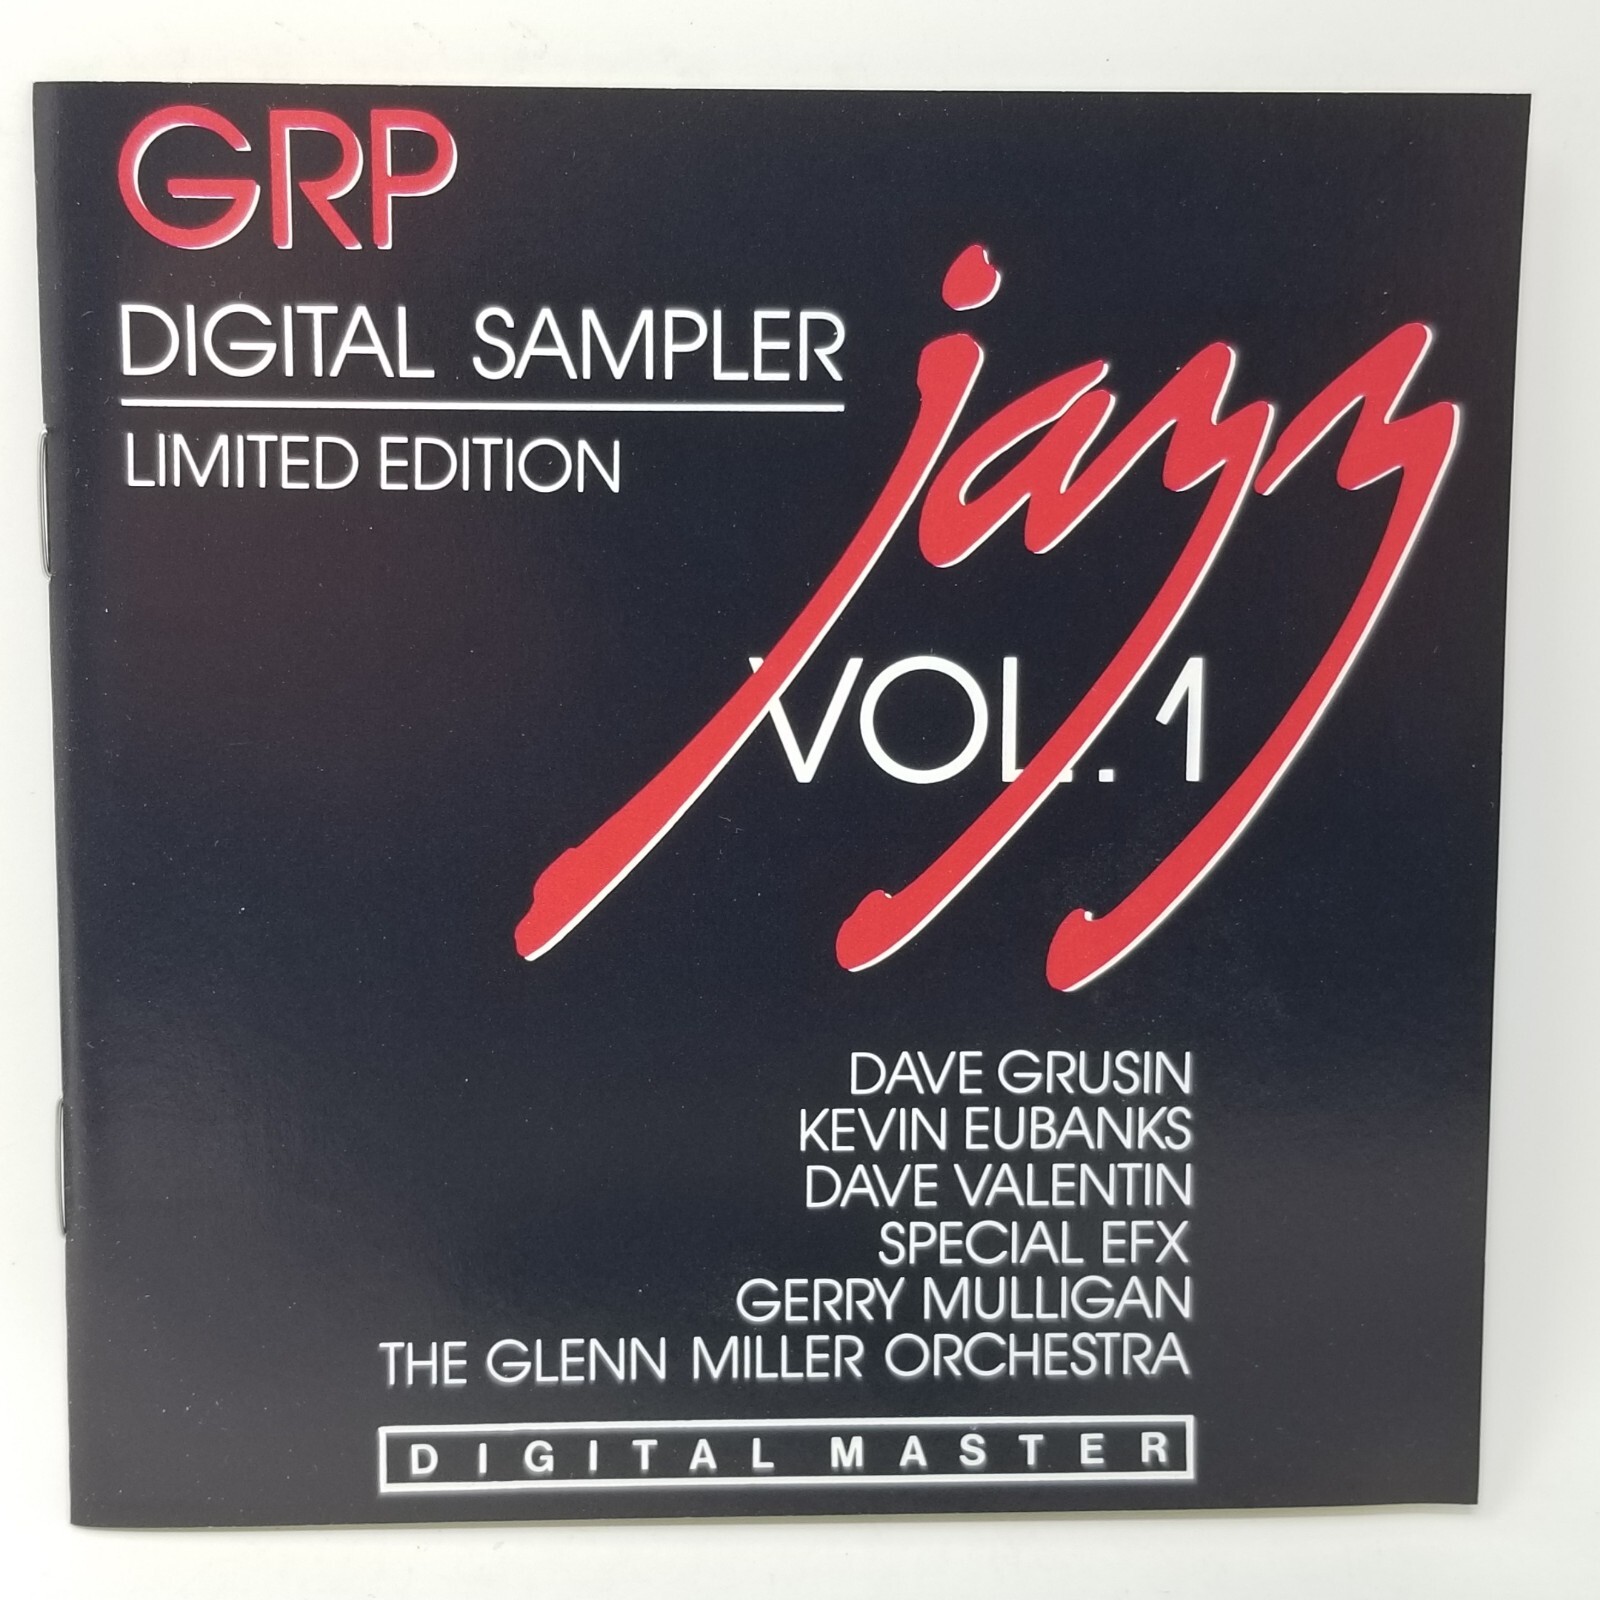 GRP
DIGITAL SAMPLER
LIMITED EDITION
jazz
VOL. 1
DAVE GRUSIN
KEVIN EUBANKS
DAVE VALENTIN
SPECIAL EFX
GERRY MULLIGAN
THE GLENN MILLER ORCHESTRA
DIGITAL MASTER